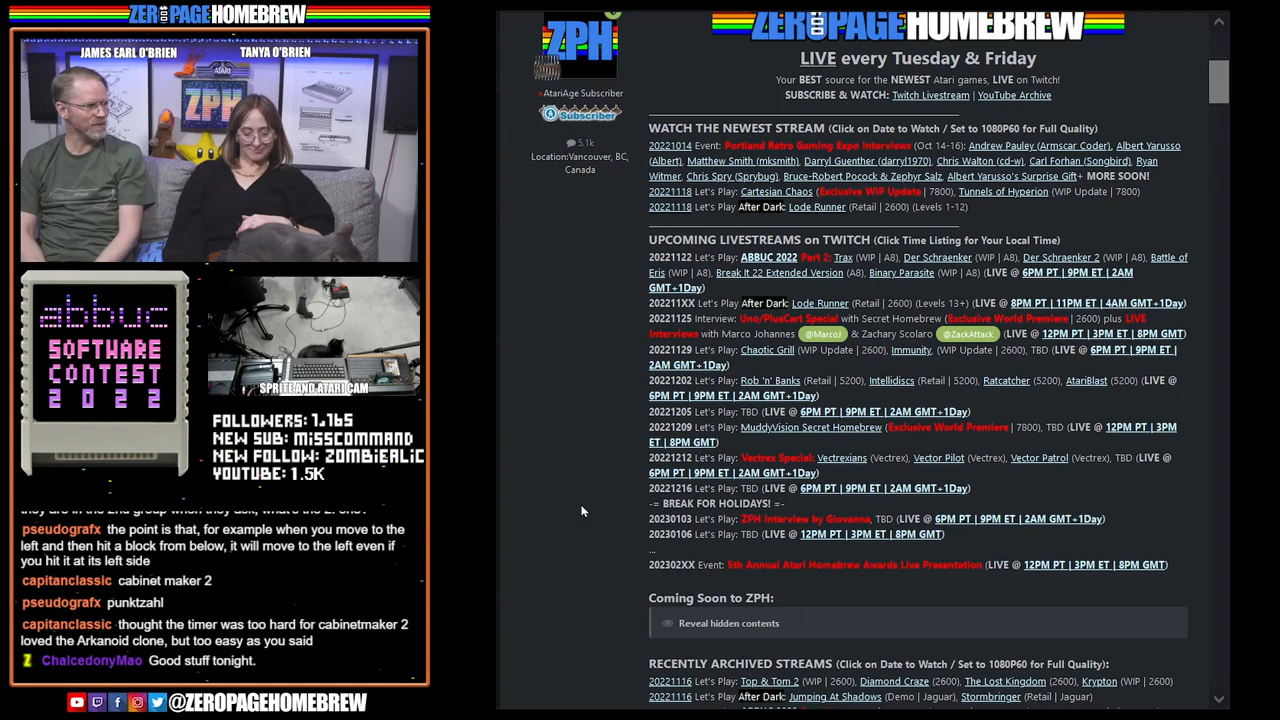 ZEROPAGEHOMEBREW
JAMES EARL O'BRIEN
TANYA O'BRIEN
ATARI
ZPH
abbuc
SOFTWARE
CONTEST
2022
SPRITE AND ATARI CAM
FOLLOWERS: 1,165
NEW SUB: MISSCOMMAND
NEW FOLLOW: ZOMBIEALIC
YOUTUBE: 1.5K
pseudografx the point is that, for example when you move to the
left and then hit a block from below, it will move to the left even if
you hit it at its left side
capitanclassic cabinet maker 2
pseudografx punktzahl
capitanclassic thought the timer was too hard for cabinetmaker 2
loved the Arkanoid clone, but too easy as you said
Z ChalcedonyMao Good stuff tonight.
@ZEROPAGEHOMEBREW
ZPH
•AtariAge Subscriber
Subscriber
5.1k
Location:Vancouver, BC,
Canada
ZEROPAGEHOMEBREW
LIVE every Tuesday & Friday
Your BEST source for the NEWEST Atari games, LIVE on Twitch!
SUBSCRIBE & WATCH: Twitch Livestream | YouTube Archive
WATCH THE NEWEST STREAM (Click on Date to Watch / Set to 1080P60 for Full Quality)
20221014 Event: Portland Retro Gaming Expo Interviews (Oct 14-16): Andrew Pauley (Armscar Coder), Albert Yarusso
(Albert), Matthew Smith (mksmith), Darryl Guenther (darryl1970), Chris Walton (cd-w), Carl Forhan (Songbird), Ryan
Witmer, Chris Spry (Sprybug), Bruce-Robert Pocock & Zephyr Salz, Albert Yarusso's Surprise Gift+ MORE SOON!
20221118 Let's Play: Cartesian Chaos (Exclusive WIP Update | 7800), Tunnels of Hyperion (WIP Update | 7800)
20221118 Let's Play After Dark: Lode Runner (Retail | 2600) (Levels 1-12)
UPCOMING LIVESTREAMS on TWITCH (Click Time Listing for Your Local Time)
20221122 ABBUC 2022 Part 2: Trax (WIP | A8), Der Schraenker (WIP | A8), Der Schraenker 2 (WIP | A8), Battle of
Eris (WIP | A8), Break It 22 Extended Version (A8), Binary Parasite (WIP | A8) (LIVE @ 6PM PT | 9PM ET | 2AM
GMT+1Day)
202211XX Let's Play After Dark: Lode Runner (Retail | 2600) (Levels 13+) (LIVE @ 8PM PT | 11PM ET | 4AM GMT+1Day)
20221125 Interview: Uno/PlusCart Special with Secret Homebrew (Exclusive World Premiere | 2600) plus LIVE
Interviews with Marco Johannes @MarcoJ & Zachary Scolaro @ZackAttack (LIVE @ 12PM PT | 3PM ET | 8PM GMT)
20221129 Let's Play: Chaotic Grill (WIP Update | 2600), Immunity, (WIP Update | 2600), TBD (LIVE @ 6PM PT | 9PM ET |
2AM GMT+1Day)
20221202 Let's Play: Rob 'n' Banks (Retail | 5200), Intellidiscs (Retail | 5200), Ratcatcher (5200), AtariBlast (5200) (LIVE @
6PM PT | 9PM ET | 2AM GMT+1Day)
20221205 Let's Play: TBD (LIVE @ 6PM PT | 9PM ET | 2AM GMT+1Day)
20221209 Let's Play: MuddyVision Secret Homebrew (Exclusive World Premiere | 7800), TBD (LIVE @ 12PM PT | 3PM
ET | 8PM GMT)
20221212 Let's Play: Vectrex Special: Vectrexians (Vectrex), Vector Pilot (Vectrex), Vector Patrol (Vectrex), TBD (LIVE @
6PM PT | 9PM ET | 2AM GMT+1Day)
20221216 Let's Play: TBD (LIVE @ 6PM PT | 9PM ET | 2AM GMT+1Day)
-= BREAK FOR HOLIDAYS! =-
20230103 Let's Play: ZPH Interview by Giovanna, TBD (LIVE @ 6PM PT | 9PM ET | 2AM GMT+1Day)
20230106 Let's Play: TBD (LIVE @ 12PM PT | 3PM ET | 8PM GMT)
...
202302XX Event: 5th Annual Atari Homebrew Awards Live Presentation (LIVE @ 12PM PT | 3PM ET | 8PM GMT)
Coming Soon to ZPH:
Reveal hidden contents
RECENTLY ARCHIVED STREAMS (Click on Date to Watch / Set to 1080P60 for Full Quality):
20221116 Let's Play: Top & Tom 2 (WIP | 2600), Diamond Craze (WIP | 2600), The Lost Kingdom (WIP | 2600), Krypton (WIP | 2600)
20221116 Let's Play After Dark: Jumping At Shadows (Demo | Jaguar), Stormbringer (Retail | Jaguar)